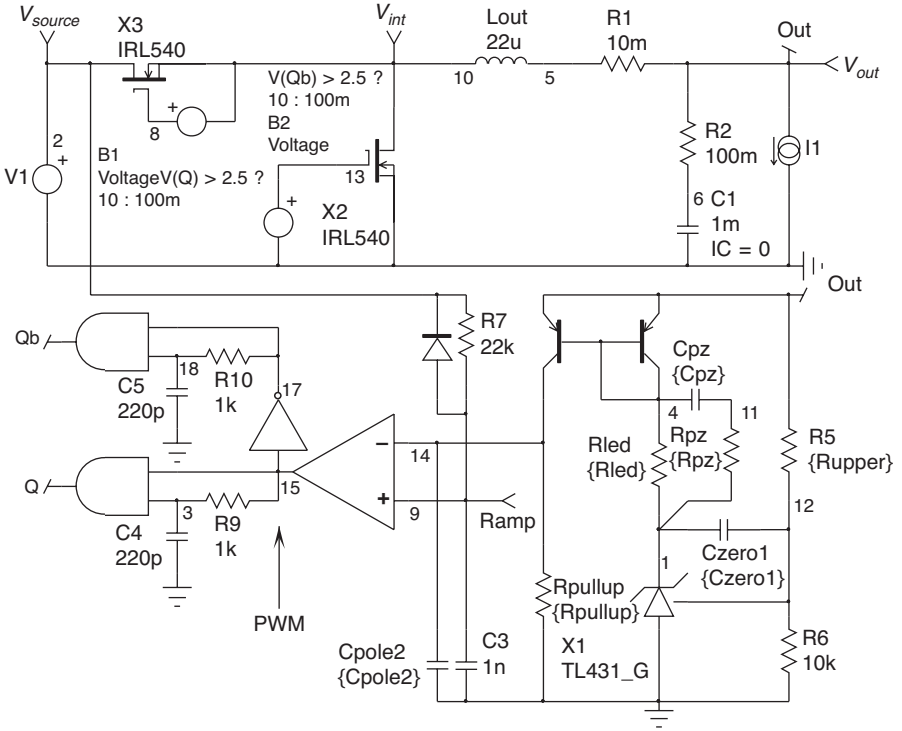 Vsource
X3
IRL540
Vint
Lout
22u
R1
10m
Out
Vout
10
5
V(Qb) > 2.5 ?
10 : 100m
B2
Voltage
8
2
V1
B1
VoltageV(Q) > 2.5 ?
10 : 100m
13
X2
IRL540
R2
100m
I1
6
C1
1m
IC = 0
Out
Qb
18
R10
1k
C5
220p
17
R7
22k
Cpz
{Cpz}
4
11
Rled
{Rled}
Rpz
{Rpz}
R5
{Rupper}
14
–
+
9
Ramp
15
Q
3
R9
1k
C4
220p
12
Czero1
{Czero1}
1
PWM
Rpullup
{Rpullup}
X1
TL431_G
R6
10k
Cpole2
{Cpole2}
C3
1n